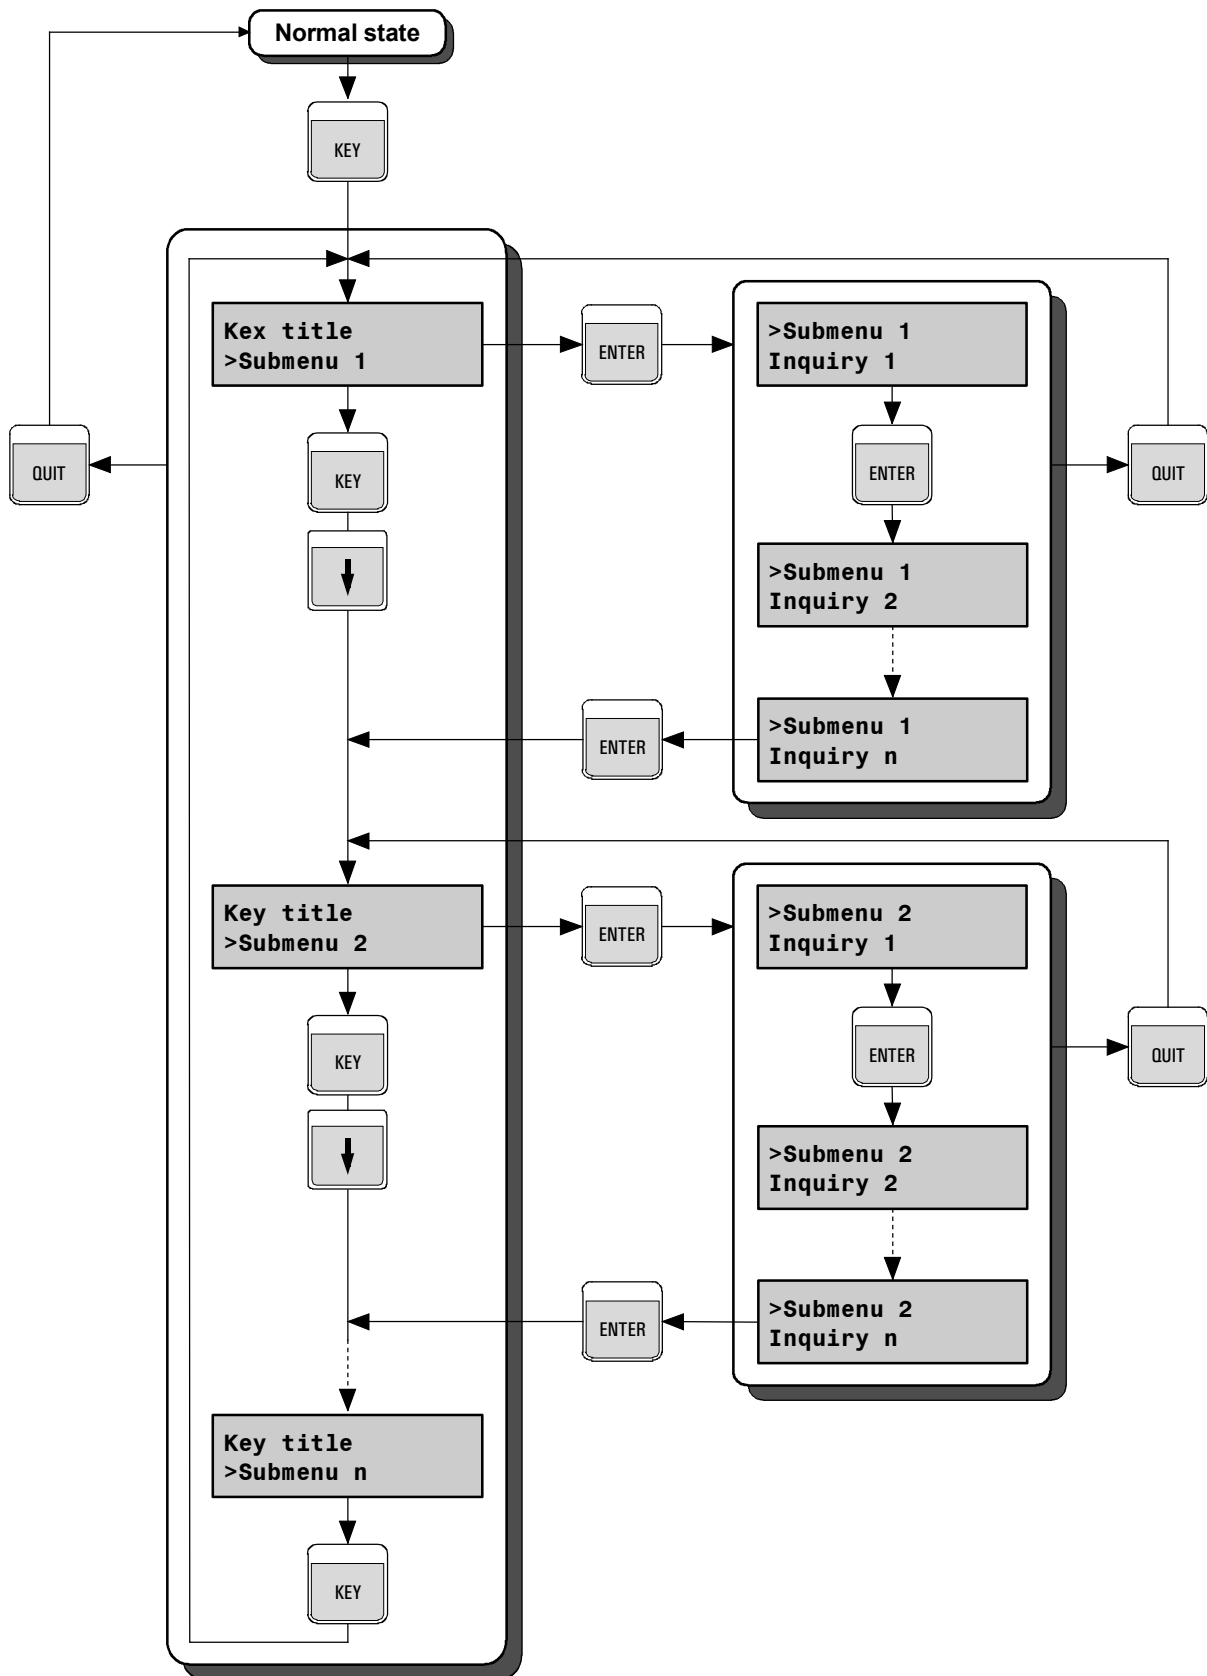 Normal state
KEY
Kex title
>Submenu 1
ENTER
>Submenu 1
Inquiry 1
QUIT
KEY
ENTER
QUIT
>Submenu 1
Inquiry 2
ENTER
>Submenu 1
Inquiry n
Key title
>Submenu 2
ENTER
>Submenu 2
Inquiry 1
KEY
ENTER
QUIT
>Submenu 2
Inquiry 2
ENTER
>Submenu 2
Inquiry n
Key title
>Submenu n
KEY